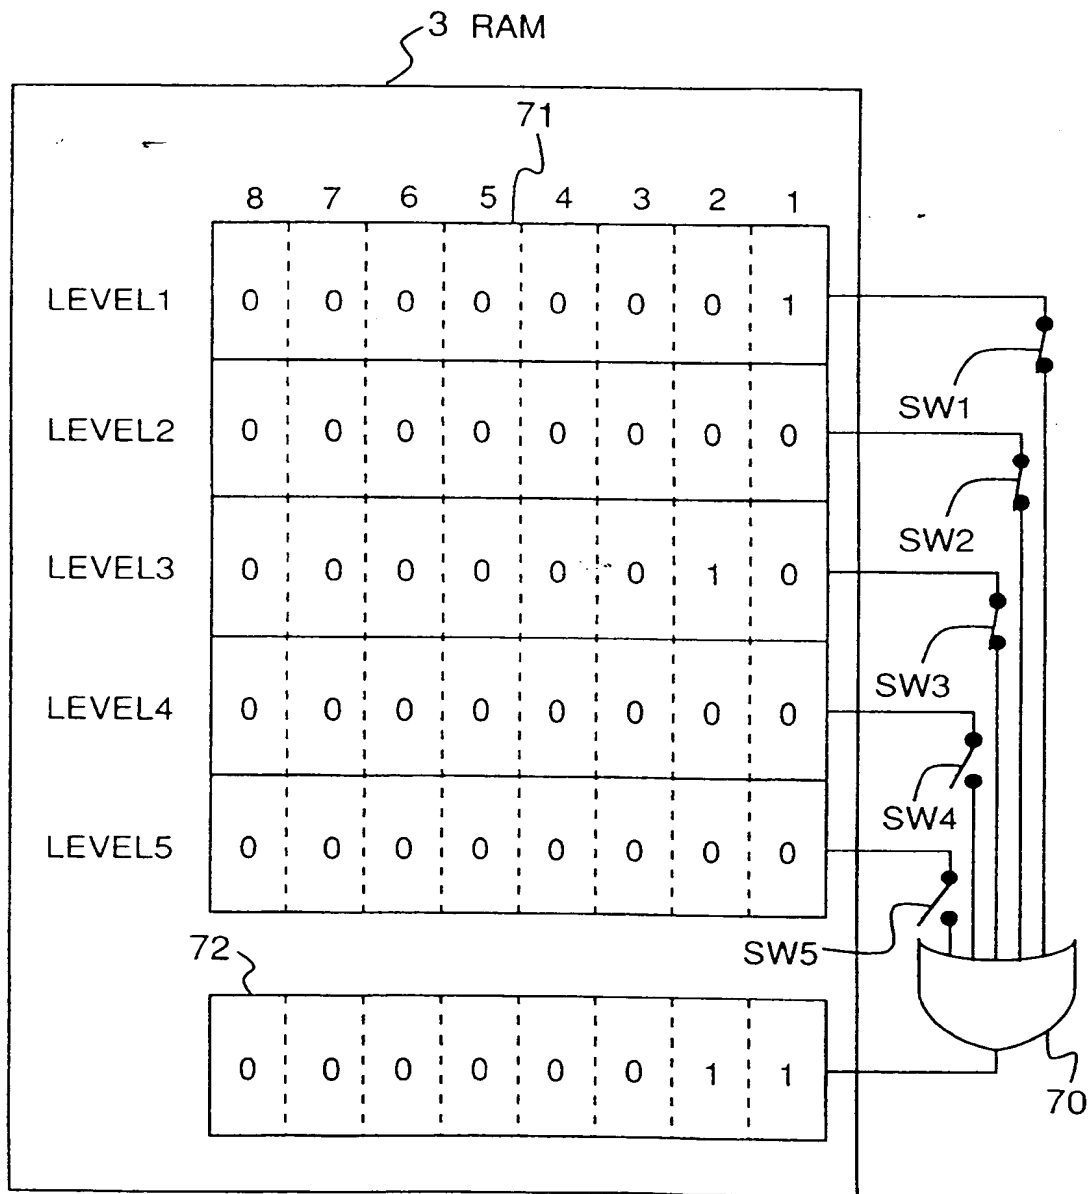 3 RAM
71
8 7 6 5 4 3 2 1
LEVEL1 0 0 0 0 0 0 0 1
SW1
LEVEL2 0 0 0 0 0 0 0 0
SW2
LEVEL3 0 0 0 0 0 0 1 0
SW3
LEVEL4 0 0 0 0 0 0 0 0
SW4
LEVEL5 0 0 0 0 0 0 0 0
SW5
72
0 0 0 0 0 0 1 1
70